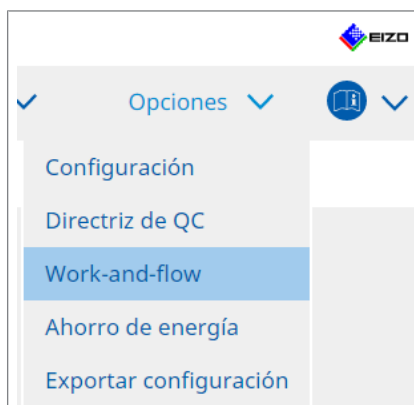 EIZO
Opciones
Configuración
Directriz de QC
Work-and-flow
Ahorro de energía
Exportar configuración